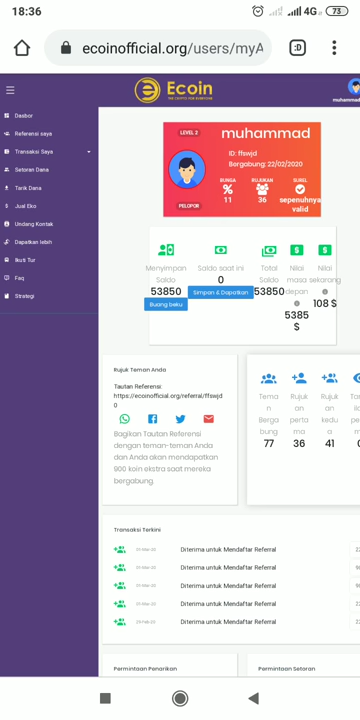 18:36
4G
73
ecoinofficial.org/users/myA
:D
Ecoin
muhammad
Dasbor
Referensi saya
Transaksi Saya
Setoran Dana
Tarik Dana
Jual Eko
Undang Kontak
Dapatkan lebih
Ikuti Tur
Faq
Strategi
LEVEL 2
muhammad
ID: ffswjd
Bergabung: 22/02/2020
PELOPOR
BUNGA
11
RUJUKAN
36
SUREL
sepenuhnya
valid
Menyimpan
Saldo
53850
Buang beku
Saldo saat ini
0
Simpan & Dapatkan
Total
Saldo
53850
Nilai
masa
depan
5385
$
Nilai
sekarang
108 $
Rujuk Teman Anda
Tautan Referensi:
https://ecoinofficial.org/referral/ffswjd
0
Bagikan Tautan Referensi
dengan teman-teman Anda
dan Anda akan mendapatkan
900 koin ekstra saat mereka
bergabung.
Tema
n
Berga
bung
77
Rujuk
an
perta
ma
36
Rujuk
an
kedu
a
41
Transaksi Terkini
Diterima untuk Mendaftar Referral
Diterima untuk Mendaftar Referral
Diterima untuk Mendaftar Referral
Diterima untuk Mendaftar Referral
Diterima untuk Mendaftar Referral
Permintaan Penarikan
Permintaan Setoran